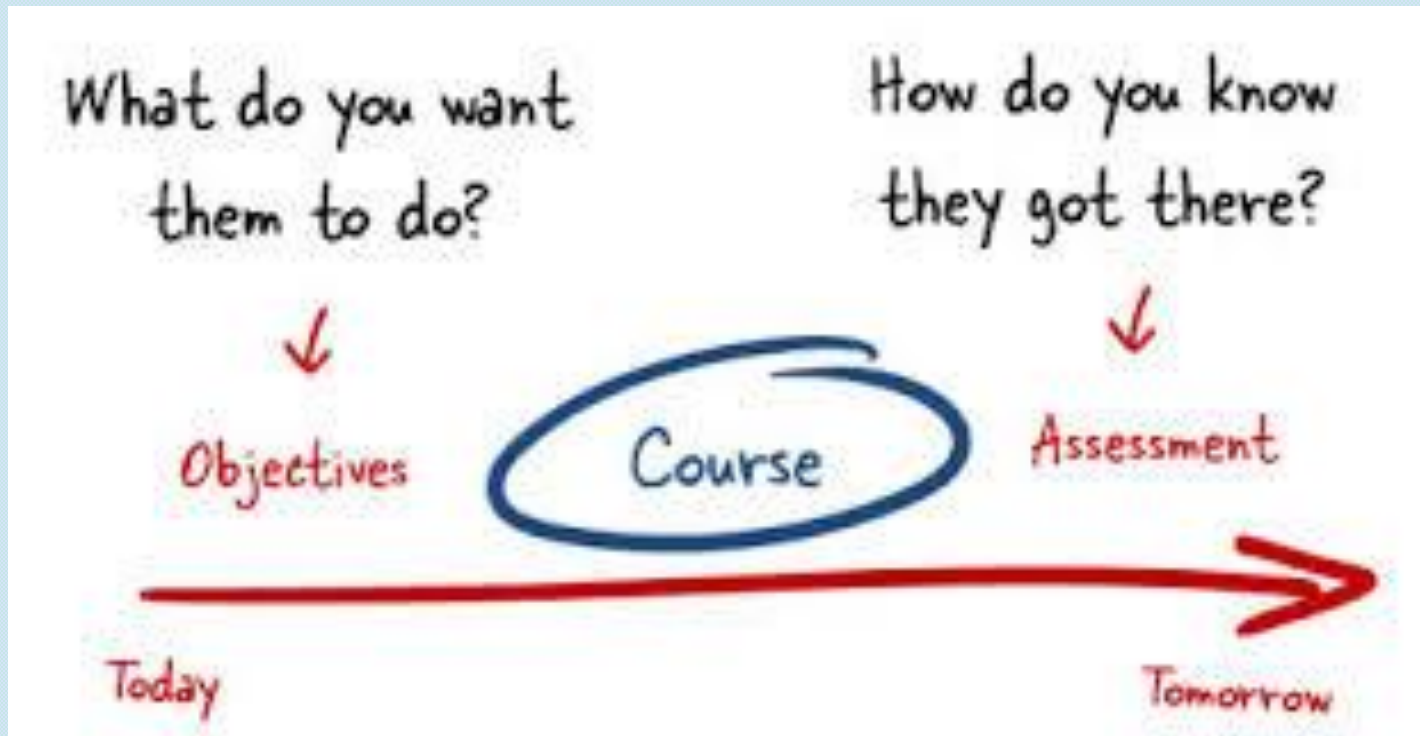 What do you want
them to do?
How do you know
they got there?
Objectives
Course
Assessment
Today
Tomorrow